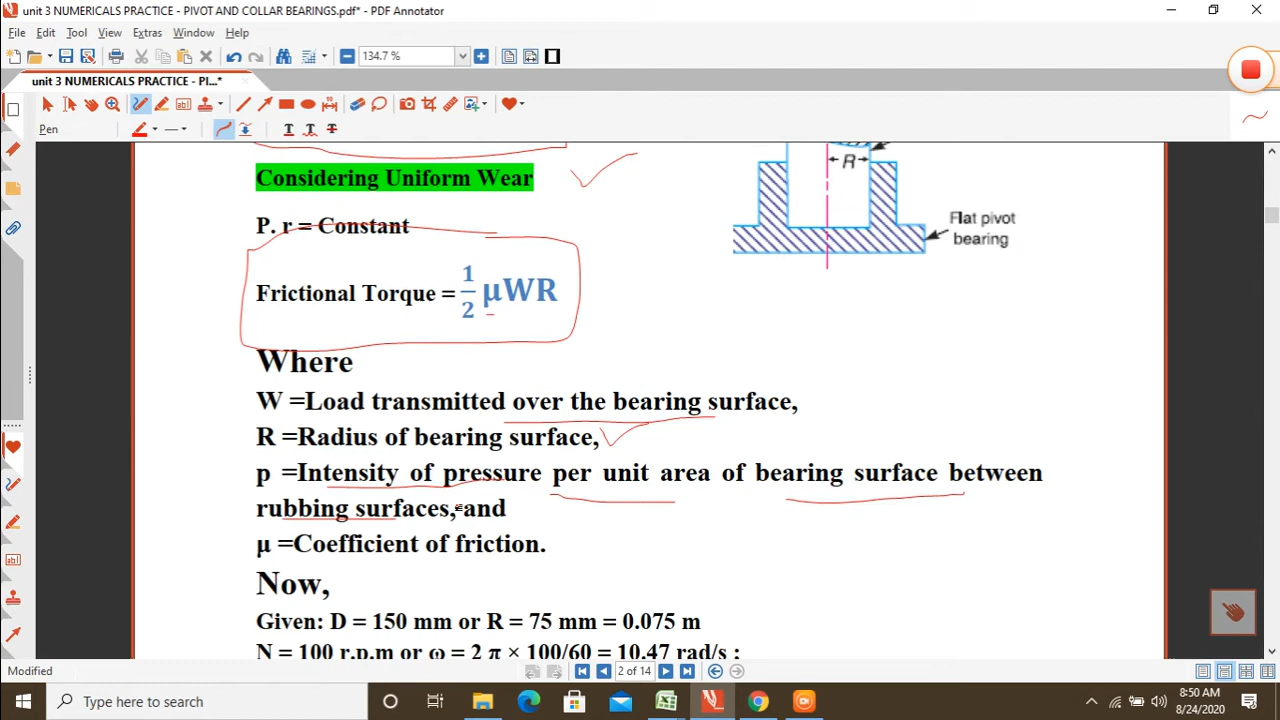 unit 3 NUMERICALS PRACTICE - PIVOT AND COLLAR BEARINGS.pdf* - PDF Annotator
File Edit Tool View Extras Window Help
134.7 %
unit 3 NUMERICALS PRACTICE - PI...*
Pen
Considering Uniform Wear
P. r = Constant
Frictional Torque = 1/2 μWR
R
Flat pivot
bearing
Where
W =Load transmitted over the bearing surface,
R =Radius of bearing surface,
p =Intensity of pressure per unit area of bearing surface between
rubbing surfaces, and
μ =Coefficient of friction.
Now,
Given: D = 150 mm or R = 75 mm = 0.075 m
N = 100 r.p.m or ω = 2 π × 100/60 = 10.47 rad/s ;
Modified
2 of 14
Type here to search
8:50 AM
8/24/2020